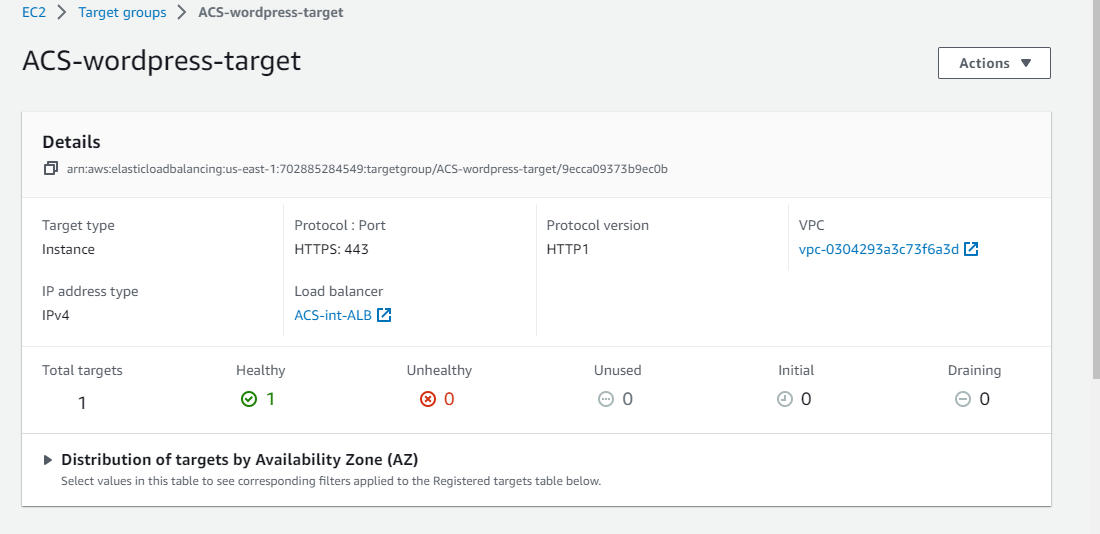 EC2 > Target groups > ACS-wordpress-target
ACS-wordpress-target
Actions
Details
arn:aws:elasticloadbalancing:us-east-1:702885284549:targetgroup/ACS-wordpress-target/9ecca09373b9ec0b
Target type Protocol : Port Protocol version VPC
Instance HTTPS: 443 HTTP1 vpc-0304293a3c73f6a3d
IP address type Load balancer
IPv4 ACS-int-ALB
Total targets Healthy Unhealthy Unused Initial Draining
1 1 0 0 0 0
Distribution of targets by Availability Zone (AZ)
Select values in this table to see corresponding filters applied to the Registered targets table below.